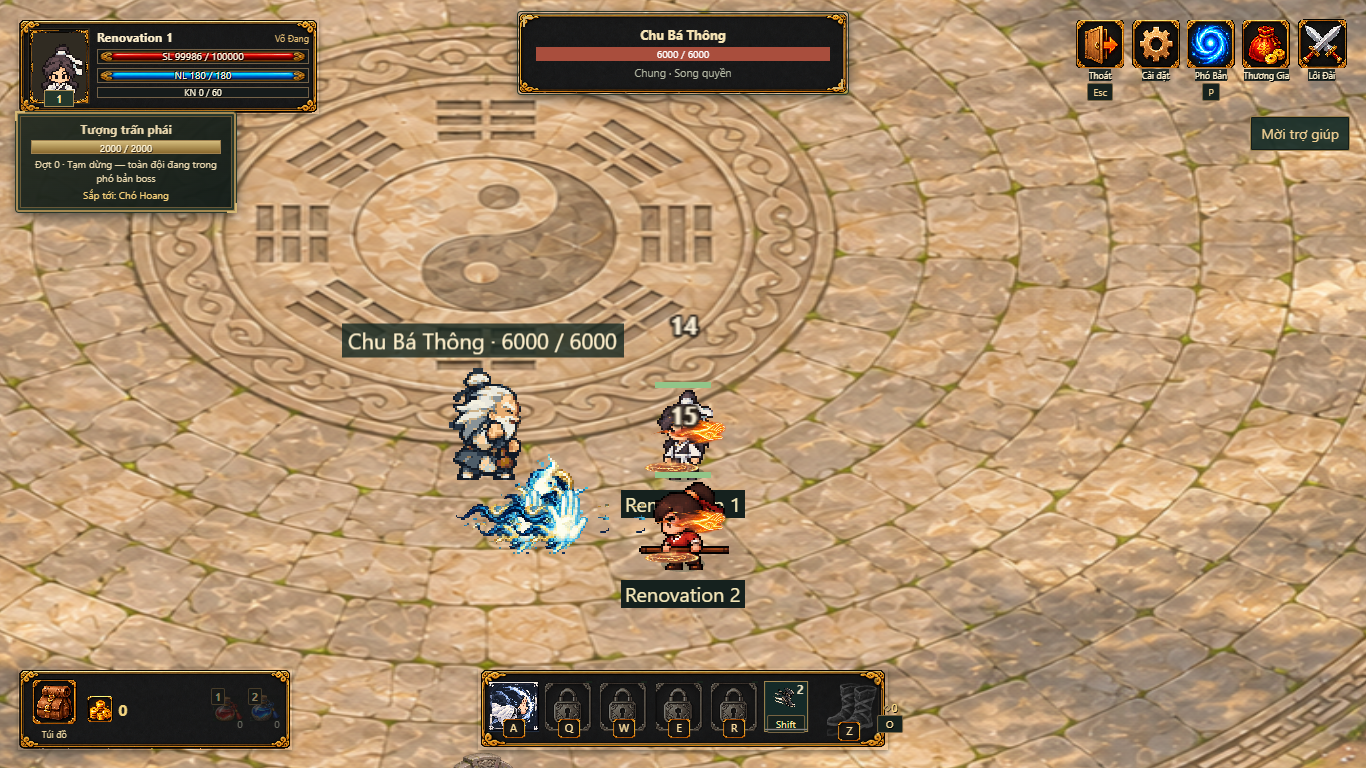 Renovation 1
Võ Đang
SL 99986 / 100000
NL 180 / 180
KN 0 / 60
1
Tượng trấn phái
2000 / 2000
Đợt 0 · Tạm dừng — toàn đội đang trong
phó bản boss
Sắp tới: Chó Hoang
Chu Bá Thông
6000 / 6000
Chung · Song quyền
Thoát
Cài đặt
Phó Bản
Thương Gia
Lôi Đài
Esc
P
Mời trợ giúp
14
Chu Bá Thông · 6000 / 6000
15
Ren 1
Renovation 2
Túi đồ
0
1
0
2
0
A
Q
W
E
R
2
Shift
Z
0
O